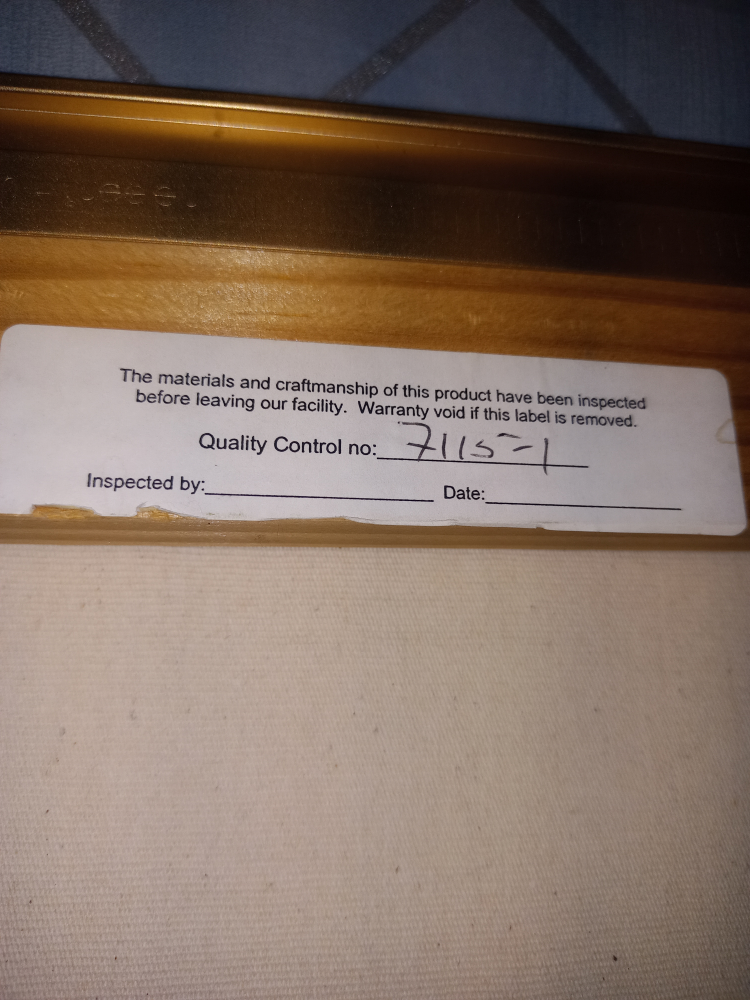 The materials and craftmanship of this product have been inspected
before leaving our facility. Warranty void if this label is removed.
Quality Control no: 7115-1
Inspected by: Date: